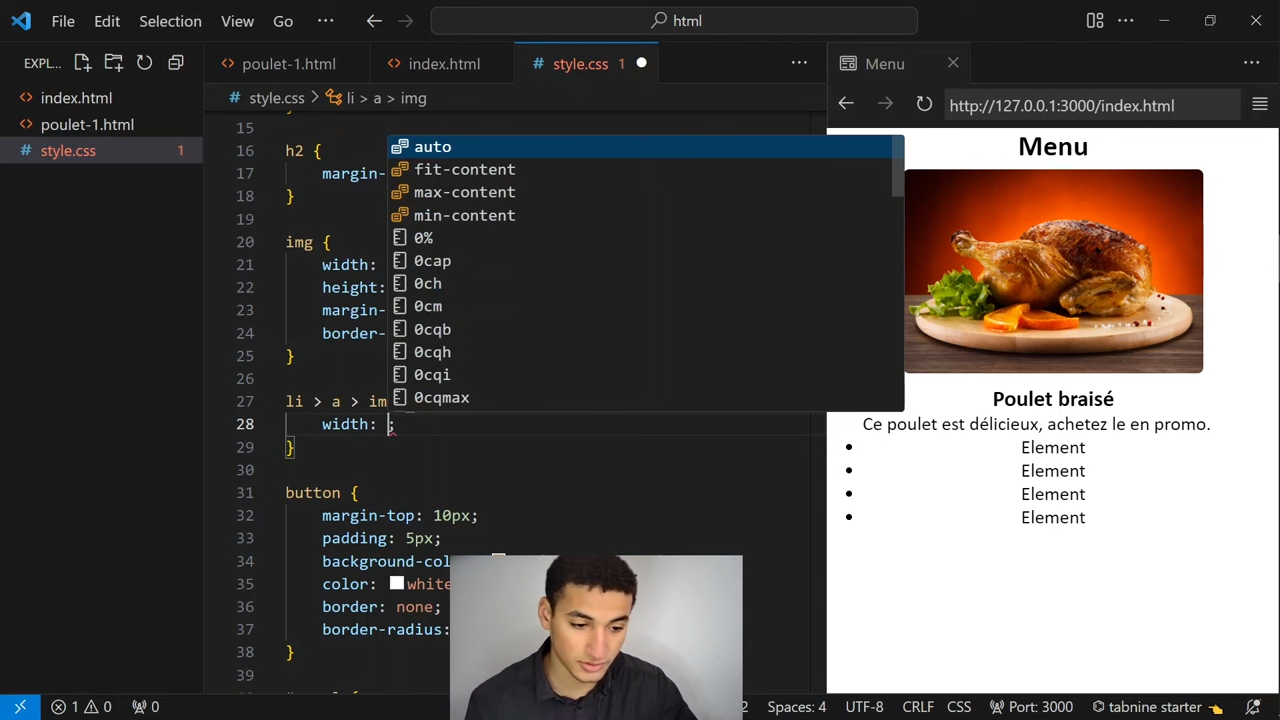 File Edit Selection View Go ··· html
EXPL... poulet-1.html index.html # style.css 1 Menu
index.html
poulet-1.html
style.css 1
# style.css > li > a > img
http://127.0.0.1:3000/index.html
15
16 h2 {
17 margin-
18 }
19
20 img {
21 width:
22 height:
23 margin-
24 border-
25 }
26
27 li > a > im
28 width: ;
29 }
30
31 button {
32 margin-top: 10px;
33 padding: 5px;
34 background-col
35 color: white
36 border: none;
37 border-radius:
38 }
39
auto
fit-content
max-content
min-content
0%
0cap
0ch
0cm
0cqb
0cqh
0cqi
0cqmax
Menu
Poulet braisé
Ce poulet est délicieux, achetez le en promo.
• Element
• Element
• Element
• Element
1 0 0 2 Spaces: 4 UTF-8 CRLF CSS Port: 3000 tabnine starter